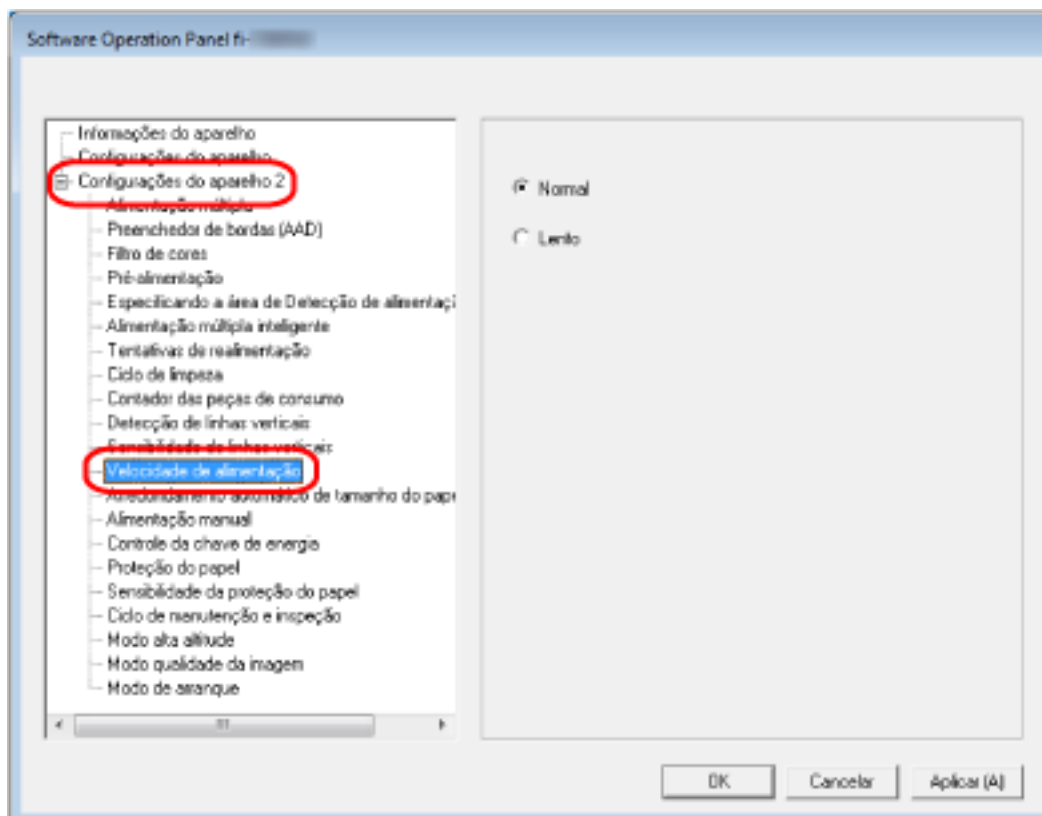 Software Operation Panel fi-
Informações do aparelho
Configurações do aparelho
Configurações do aparelho 2
Alimentação múltipla
Preenchedor de bordas (AAD)
Filtro de cores
Pré-alimentação
Especificando a área de Detecção de alimentaçã
Alimentação múltipla inteligente
Tentativas de realimentação
Ciclo de limpeza
Contador das peças de consumo
Detecção de linhas verticais
Sensibilidade de linhas verticais
Velocidade de alimentação
Arredondamento automático de tamanho do pape
Alimentação manual
Controle da chave de energia
Proteção do papel
Sensibilidade da proteção do papel
Ciclo de manutenção e inspeção
Modo alta altitude
Modo qualidade da imagem
Modo de arranque
Normal
Lento
OK
Cancelar
Aplicar (A)